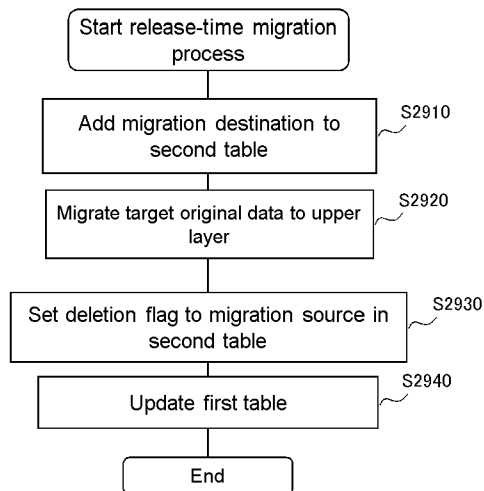 Start release-time migration
process
S2910
Add migration destination to
second table
S2920
Migrate target original data to upper
layer
S2930
Set deletion flag to migration source in
second table
S2940
Update first table
End